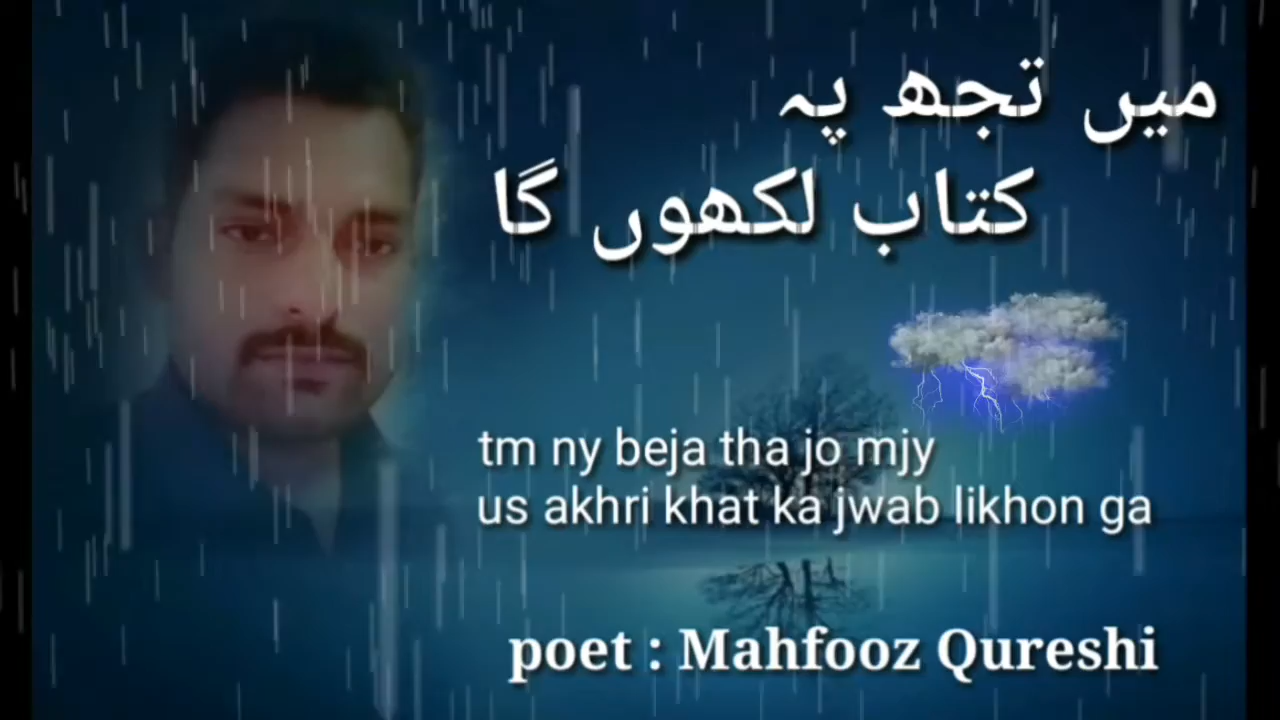 میں تجھ پہ
کتاب لکھوں گا
tm ny beja tha jo mjy
us akhri khat ka jwab likhon ga
poet : Mahfooz Qureshi